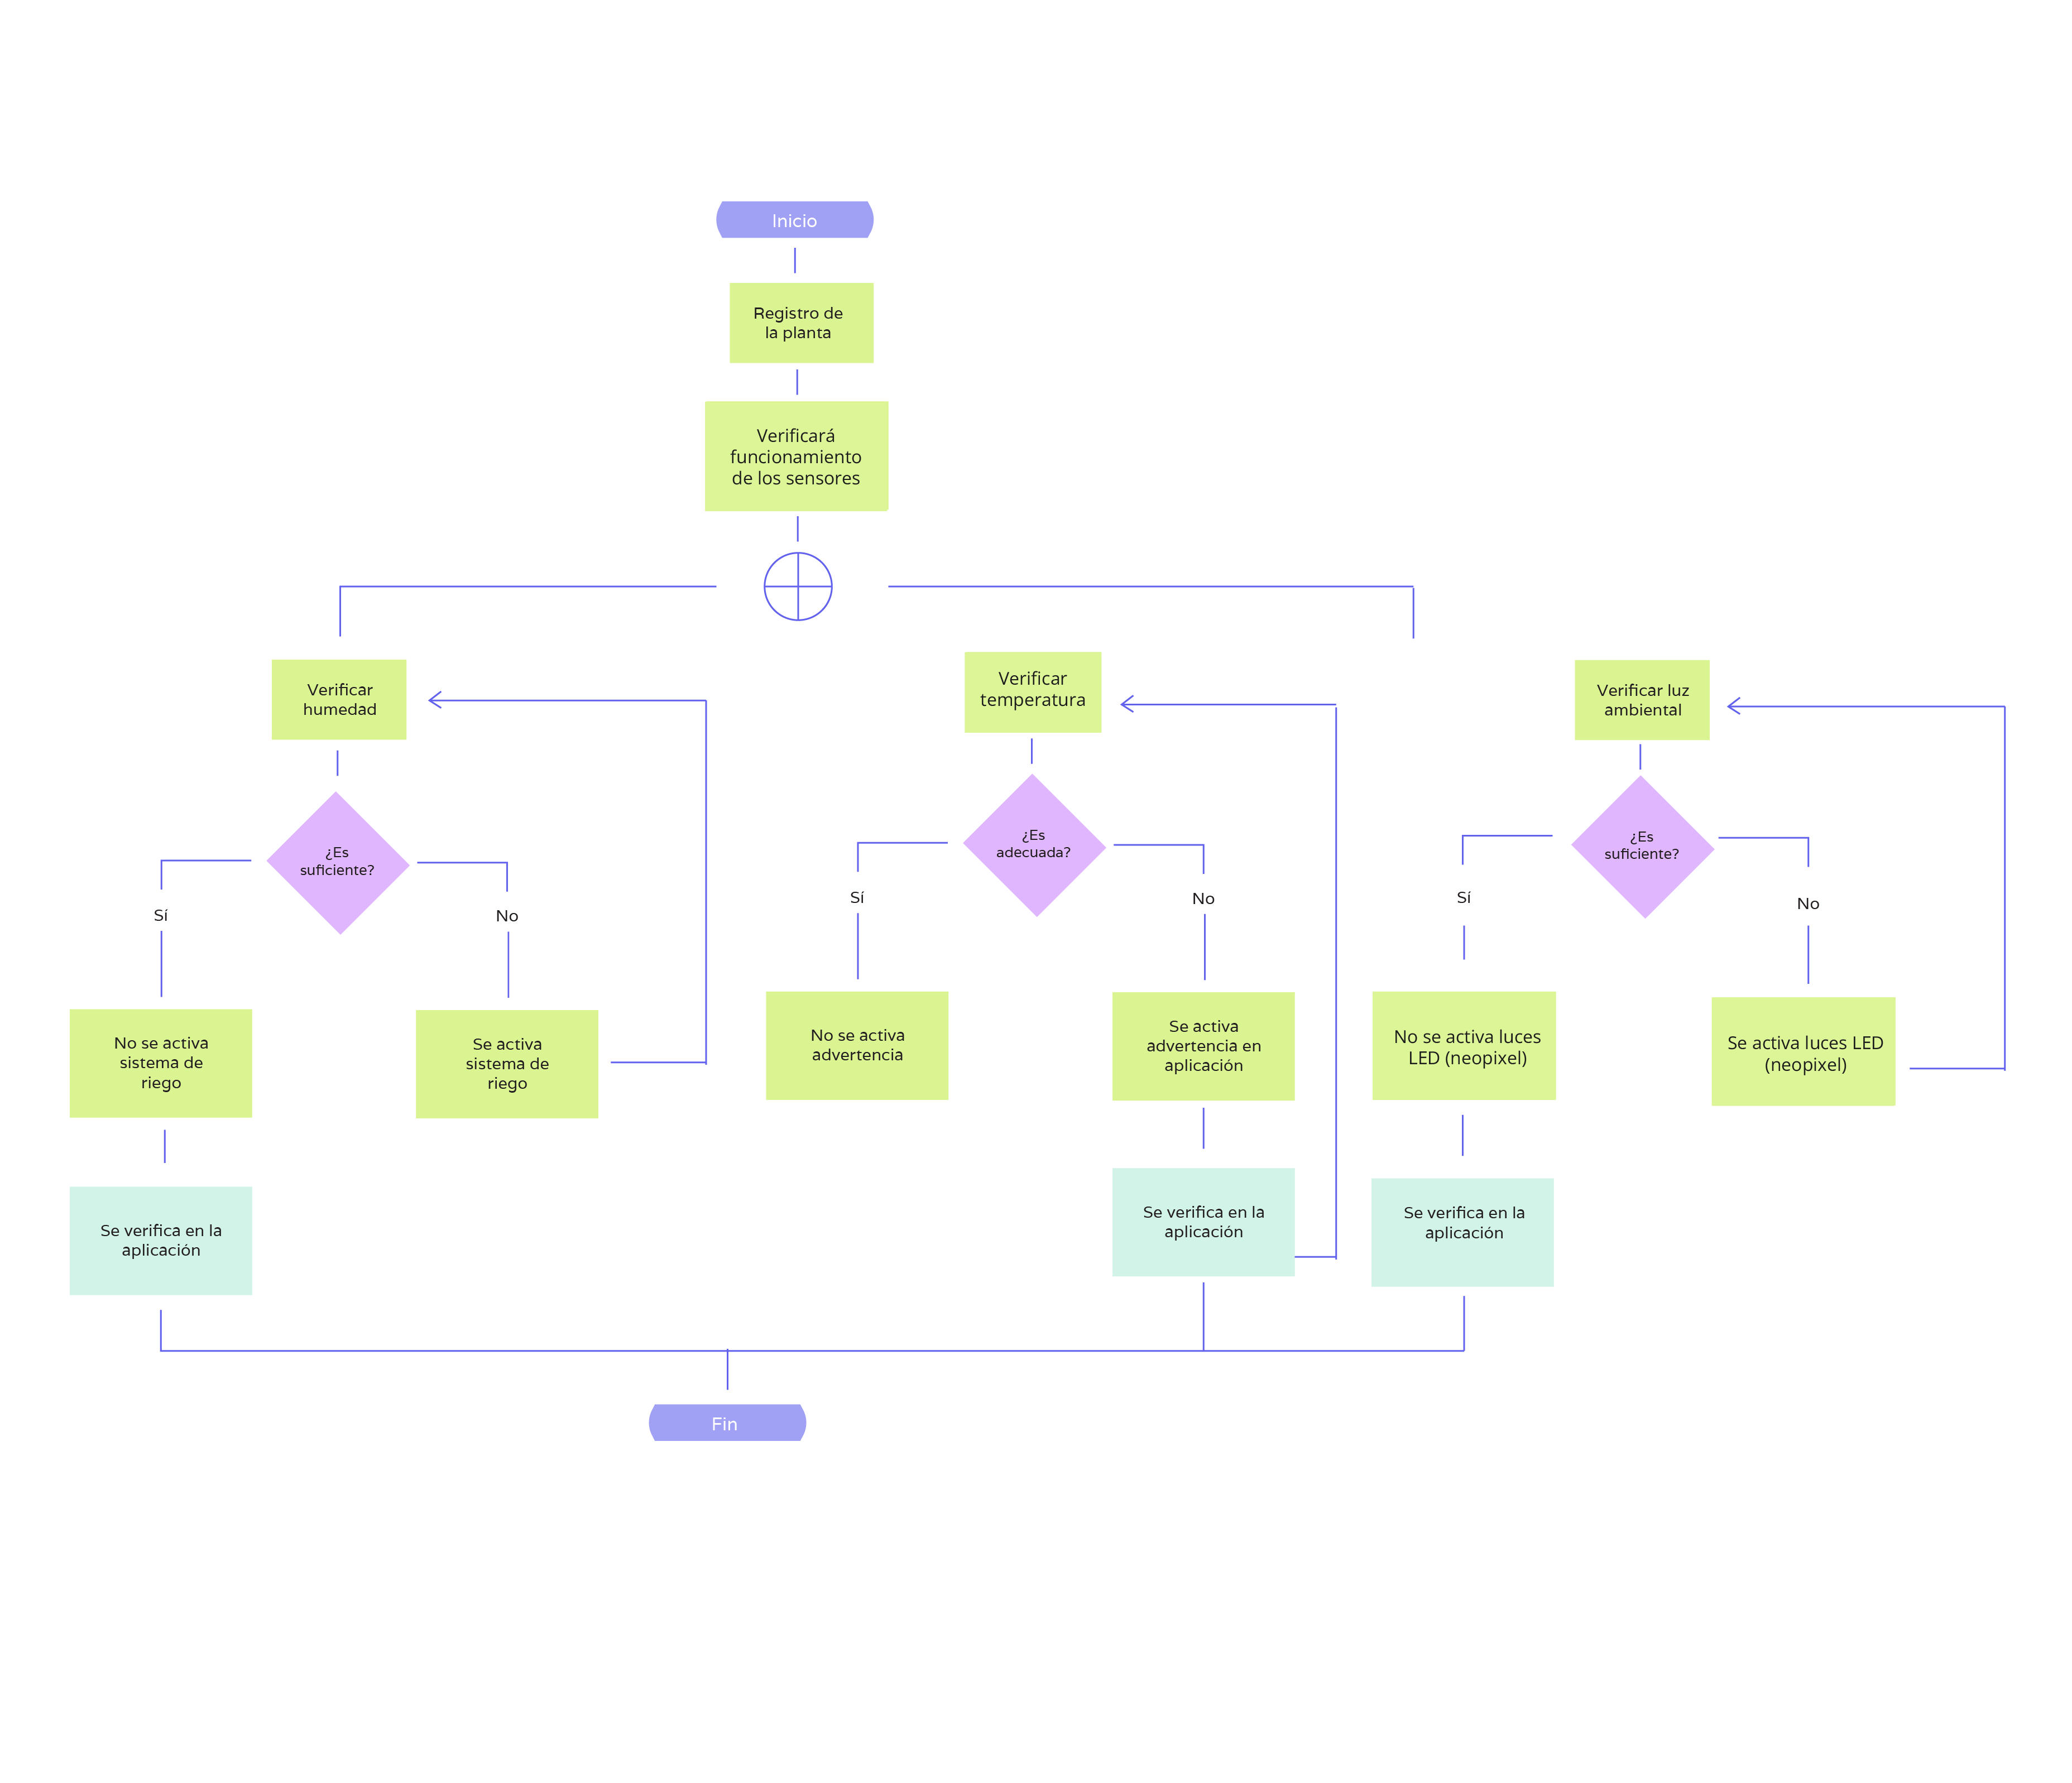 Inicio
Registro de
la planta
Verificará
funcionamiento
de los sensores
Verificar
humedad
Verificar
temperatura
Verificar luz
ambiental
¿Es
suficiente?
¿Es
adecuada?
¿Es
suficiente?
Sí
No
Sí
No
Sí
No
No se activa
sistema de
riego
Se activa
sistema de
riego
No se activa
advertencia
Se activa
advertencia en
aplicación
No se activa luces
LED (neopixel)
Se activa luces LED
(neopixel)
Se verifica en la
aplicación
Se verifica en la
aplicación
Se verifica en la
aplicación
Fin